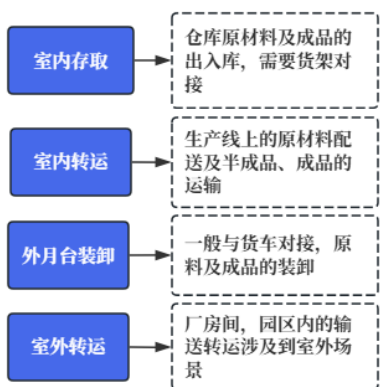 室内存取
仓库原材料及成品的
出入库，需要货架对
接
室内转运
生产线上的原材料配
送及半成品、成品的
运输
外月台装卸
一般与货车对接，原
料及成品的装卸
室外转运
厂房间，园区内的输
送转运涉及到室外场
景